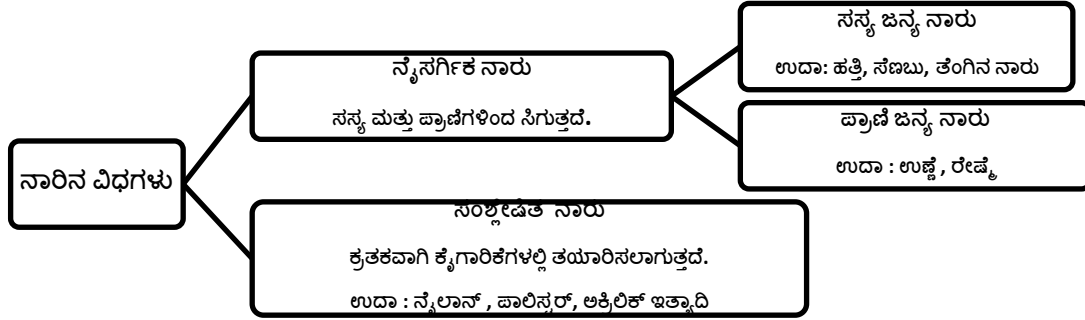 ನಾರಿನ ವಿಧಗಳು
ನೈಸರ್ಗಿಕ ನಾರು
ಸಸ್ಯ ಮತ್ತು ಪ್ರಾಣಿಗಳಿಂದ ಸಿಗುತ್ತದೆ.
ಸಸ್ಯ ಜನ್ಯ ನಾರು
ಉದಾ: ಹತ್ತಿ, ಸೆಣಬು, ತೆಂಗಿನ ನಾರು
ಪ್ರಾಣಿ ಜನ್ಯ ನಾರು
ಉದಾ : ಉಣ್ಣೆ , ರೇಷ್ಮೆ
ಸಂಶ್ಲೇಷಿತ ನಾರು
ಕ್ರತಕವಾಗಿ ಕೈಗಾರಿಕೆಗಳಲ್ಲಿ ತಯಾರಿಸಲಾಗುತ್ತದೆ.
ಉದಾ : ನೈಲಾನ್ , ಪಾಲಿಸ್ಟರ್, ಅಕ್ರಿಲಿಕ್ ಇತ್ಯಾದಿ